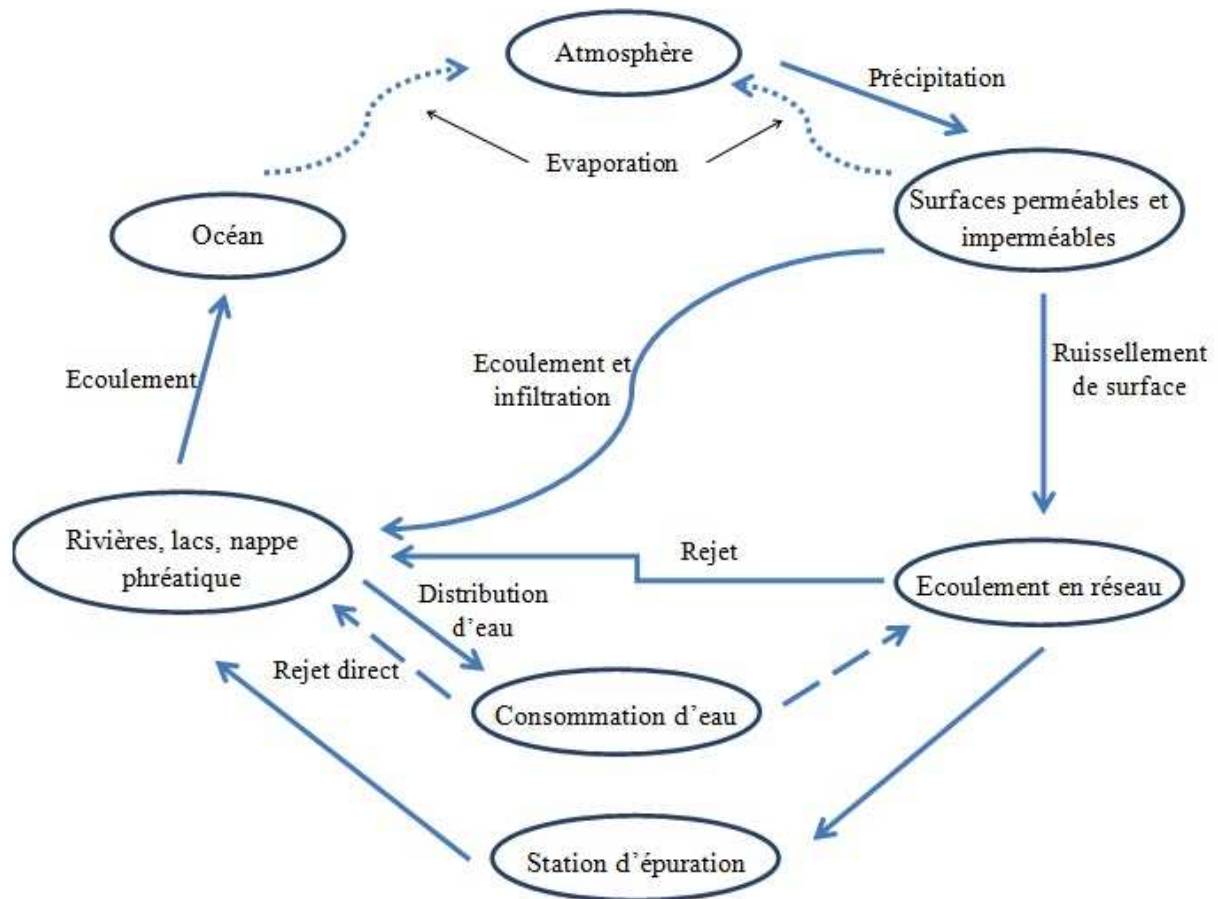 Atmosphère
Précipitation
Evaporation
Surfaces perméables et
imperméables
Océan
Ecoulement et
infiltration
Ruissellement
de surface
Ecoulement
Rivières, lacs, nappe
phréatique
Rejet
Ecoulement en réseau
Distribution
d’eau
Rejet direct
Consommation d’eau
Station d’épuration